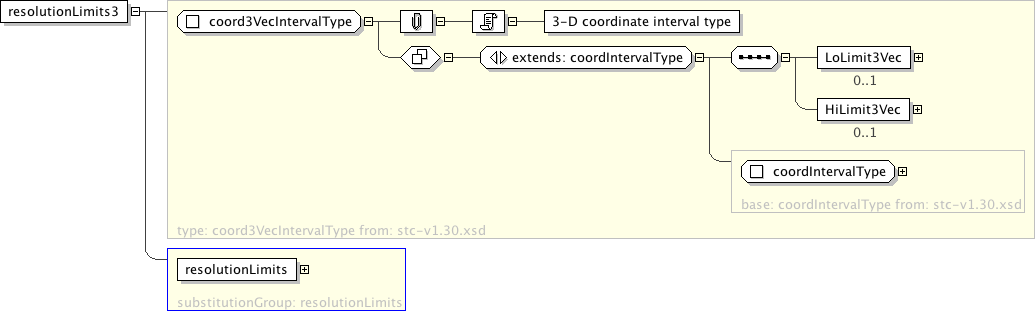 resolutionLimits3
coord3VecIntervalType
3-D coordinate interval type
extends: coordIntervalType
LoLimit3Vec
0..1
HiLimit3Vec
0..1
coordIntervalType
base: coordIntervalType from: stc-v1.30.xsd
type: coord3VecIntervalType from: stc-v1.30.xsd
resolutionLimits
substitutionGroup: resolutionLimits